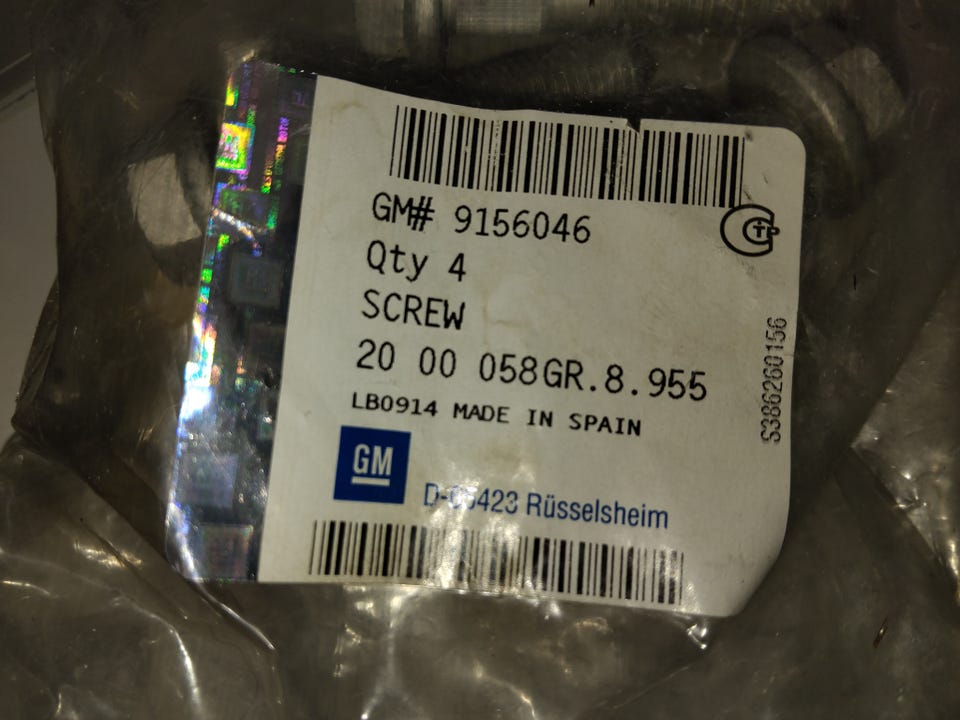 GM# 9156046
Qty 4
SCREW
20 00 058GR.8.955
LB0914 MADE IN SPAIN
GM
Rüsselsheim
S386260156